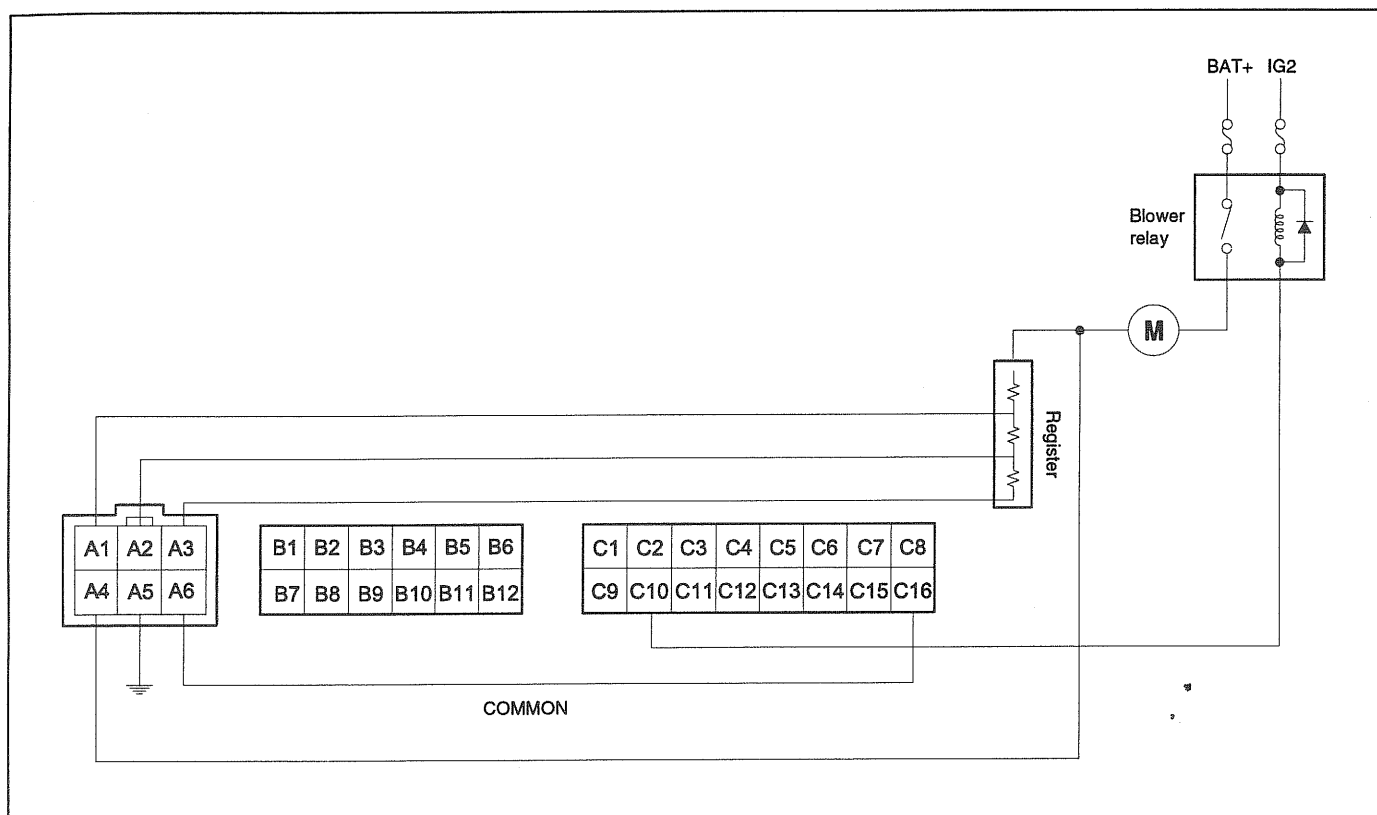 BAT+ IG2
Blower
relay
M
Register
A1 A2 A3
A4 A5 A6
B1 B2 B3 B4 B5 B6
B7 B8 B9 B10 B11 B12
C1 C2 C3 C4 C5 C6 C7 C8
C9 C10 C11 C12 C13 C14 C15 C16
COMMON